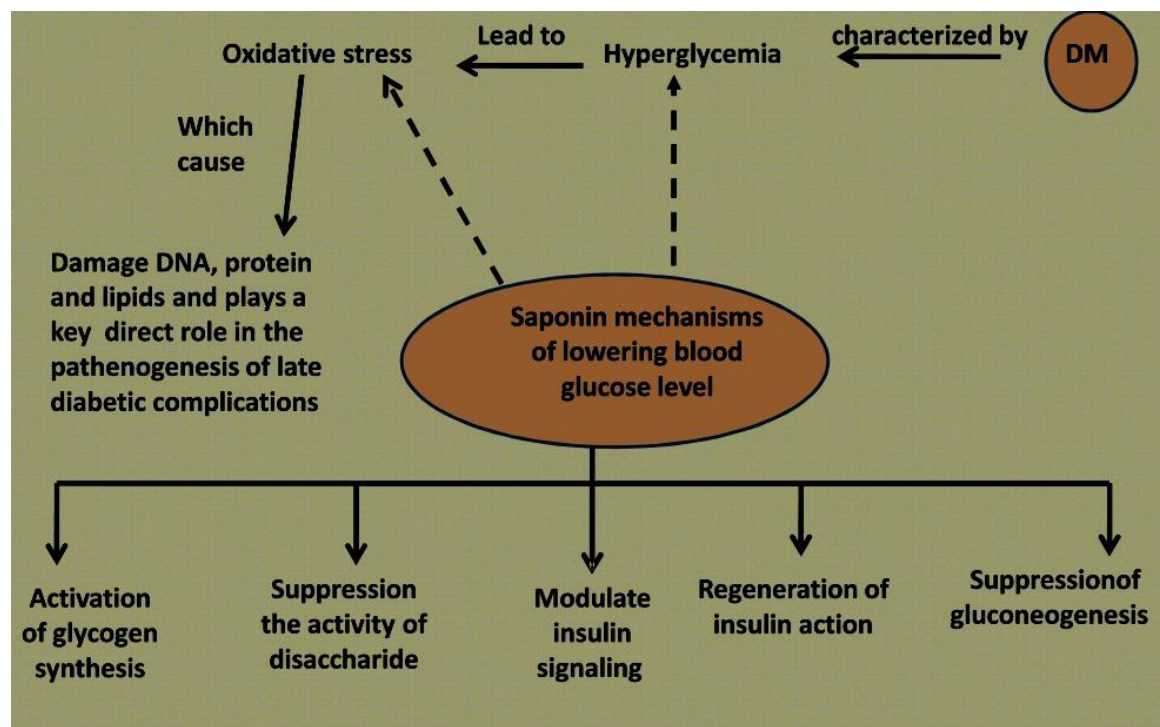 Oxidative stress
Lead to
Hyperglycemia
characterized by
DM
Which
cause
Damage DNA, protein
and lipids and plays a
key direct role in the
pathenogenesis of late
diabetic complications
Saponin mechanisms
of lowering blood
glucose level
Activation
of glycogen
synthesis
Suppression
the activity of
disaccharide
Modulate
insulin
signaling
Regeneration of
insulin action
Suppressionof
gluconeogenesis